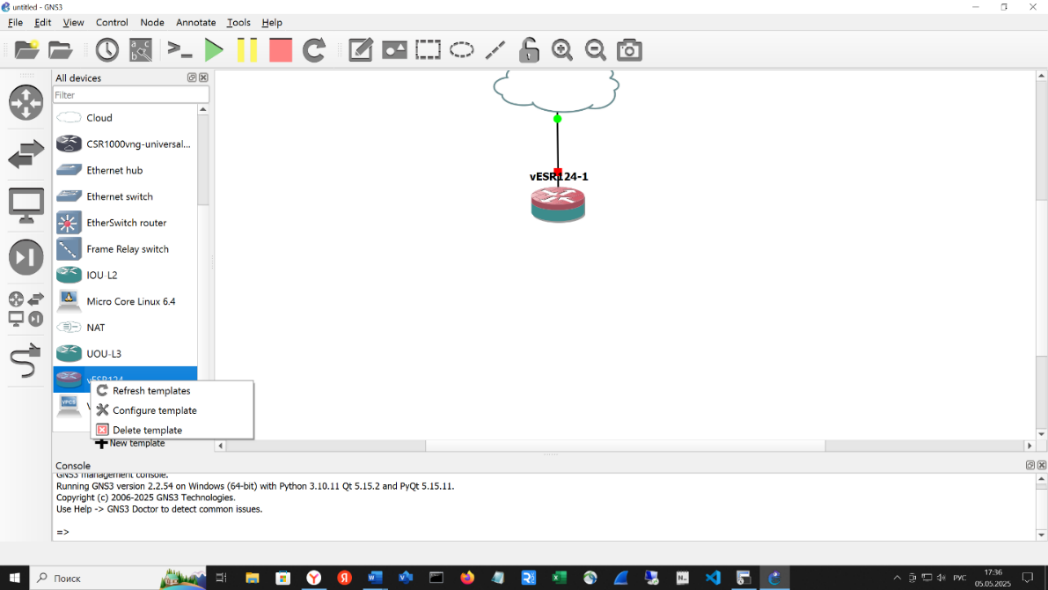 untitled - GNS3
File Edit View Control Node Annotate Tools Help
All devices
Filter
Cloud
CSR1000vng-universal...
Ethernet hub
Ethernet switch
EtherSwitch router
Frame Relay switch
IOU-L2
Micro Core Linux 6.4
NAT
UOU-L3
vESR124
Refresh templates
Configure template
Delete template
New template
vESR124-1
Console
GNS3 management console.
Running GNS3 version 2.2.54 on Windows (64-bit) with Python 3.10.11 Qt 5.15.2 and PyQt 5.15.11.
Copyright (c) 2006-2025 GNS3 Technologies.
Use Help -> GNS3 Doctor to detect common issues.
=>
Поиск
РУС
17:36
05.05.2025